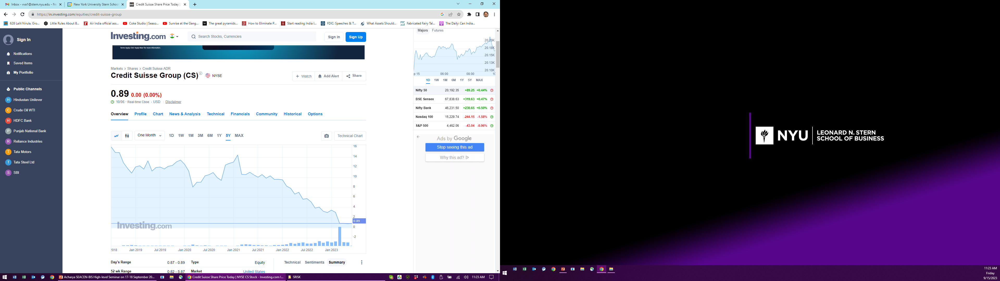 Inbox - vva1@stern.nyu.edu - Ne
New York University Stern School
Credit Suisse Share Price Today |
https://in.investing.com/equities/credit-suisse-group
628 Lalit Nirula, Gro...
Little Rules About B...
Air India official ass...
Coke Studio | Seaso...
Sunrise at the Gang...
The great pyramids...
How to Eliminate P...
Start reading India I...
FDIC: Speeches & T...
What Assets Should...
Fabricated Fairy Tal...
The Daily: Can India...
Sign In
Notifications
Saved Items
My Portfolio
Public Channels
H Hindustan Unilever
C Crude Oil WTI
H HDFC Bank
P Punjab National Bank
R Reliance Industries
T Tata Motors
T Tata Steel Ltd
S SBI
Investing.com
Search Stocks, Currencies
Sign In
Sign Up
Terms Apply. Click 'Apply Now' for more information.
Markets > Shares > Credit Suisse ADR
Credit Suisse Group (CS)
NYSE
+ Watch
Add Alert
Share
0.89 0.00 (0.00%)
10/06 - Real-time Cboe - USD
Disclaimer
Overview Profile Chart News & Analysis Technical Financials Community Historical Options
One Month
1D 1W 1M 3M 6M 1Y 5Y MAX
Technical Chart
16
14
12
10
8
6
4
2
0.89
0
-2
Investing.com
2018 Jan 2019 Jul 2019 Jan 2020 Jul 2020 Jan 2021 Jul 2021 Jan 2022 Jul 2022 Jan 2023
Day's Range 0.87 - 0.89
Type Equity
52 wk Range 0.82 - 5.87
Market United States
Technical Sentiments Summary
Majors Futures
20.20K
20.18K
20.15K
20.13K
20.10K
p 15 06:00 08:00 10
1D 1W 1M 6M 1Y 5Y MAX
Nifty 50 20,192.35 +89.25 +0.44%
BSE Sensex 67,838.63 +319.63 +0.47%
Nifty Bank 46,231.50 +230.65 +0.50%
Nasdaq 100 15,229.74 -244.15 -1.58%
S&P 500 4,462.06 -43.04 -0.96%
Ads by Google
Stop seeing this ad
Why this ad?
Acharya SEACEN-BIS High-level Seminar on 17-18 September 20...
Credit Suisse Share Price Today | NYSE CS Stock - Investing.com I...
SRISK
11:23 AM
NYU
LEONARD N. STERN
SCHOOL OF BUSINESS
11:23 AM
Friday
9/15/2023